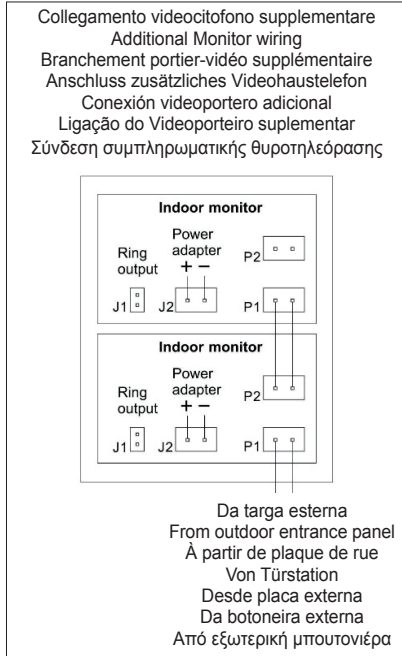 Collegamento videocitofono supplementare
Additional Monitor wiring
Branchement portier-vidéo supplémentaire
Anschluss zusätzliches Videohaustelefon
Conexión videoportero adicional
Ligação do Videoporteiro suplementar
Σύνδεση συμπληρωματικής θυροτηλεόρασης
Indoor monitor
Ring
output
Power
adapter
+ −
P2
J1
J2
P1
Indoor monitor
Ring
output
Power
adapter
+ −
P2
J1
J2
P1
Da targa esterna
From outdoor entrance panel
À partir de plaque de rue
Von Türstation
Desde placa externa
Da botoneira externa
Από εξωτερική μπουτονιέρα